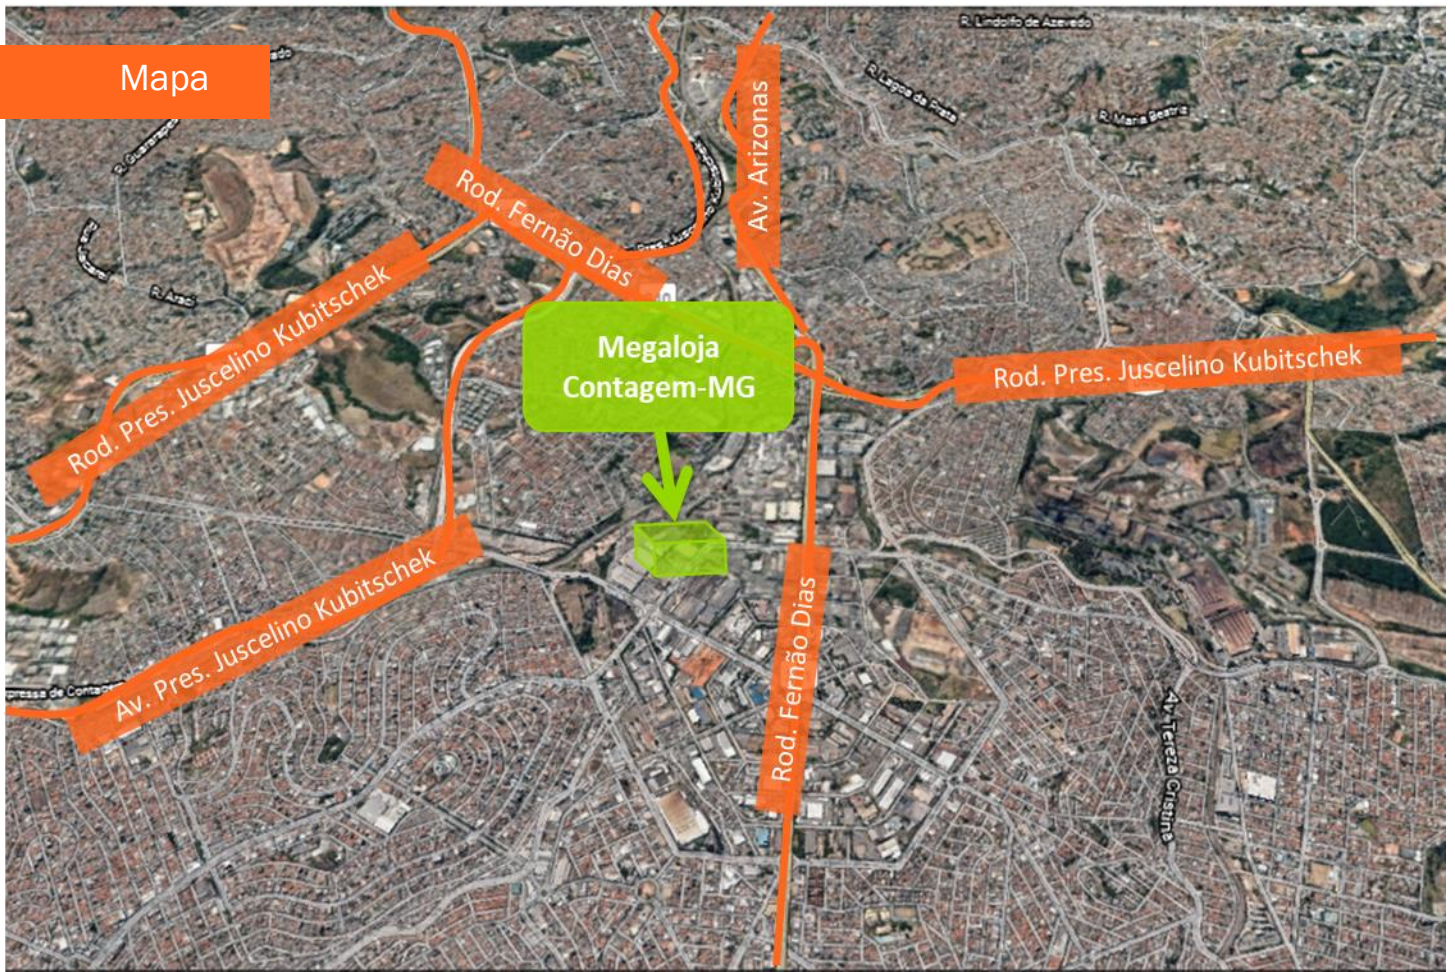 Mapa
R. Lindolfo de Azevedo
R. Lagoa da Prata
R. Maria Beatriz
Av. Arizonas
Rod. Fernão Dias
R. Araci
Rod. Pres. Juscelino Kubitschek
Megaloja
Contagem-MG
Rod. Pres. Juscelino Kubitschek
Av. Pres. Juscelino Kubitschek
Rod. Fernão Dias
Av. Tereza Cristina